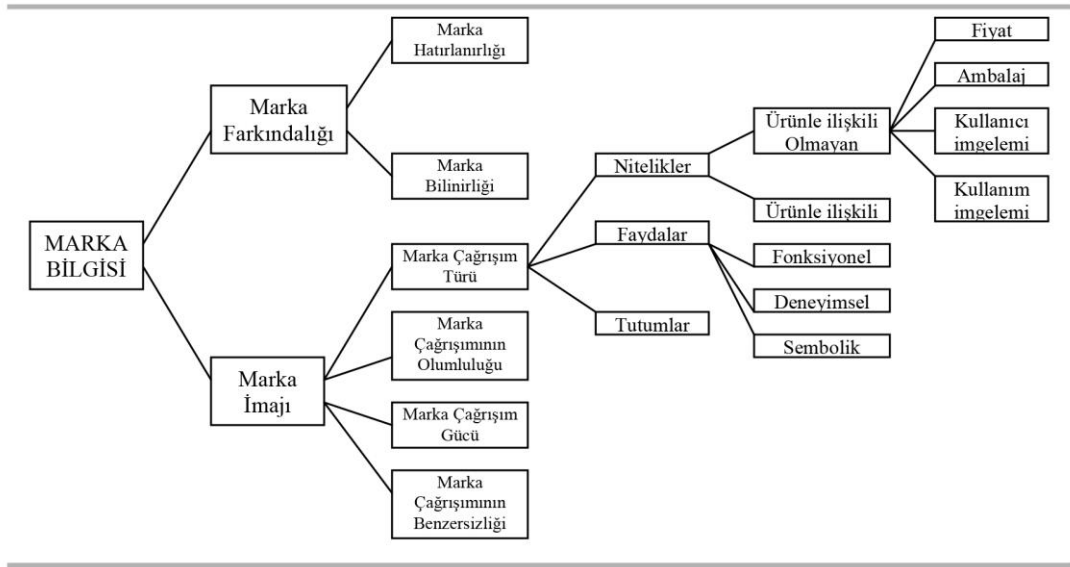 MARKA
BİLGİSİ
Marka
Farkındalığı
Marka
İmajı
Marka
Hatırlanırlığı
Marka
Bilinirliği
Marka Çağrışım
Türü
Marka
Çağrışımının
Olumluluğu
Marka Çağrışım
Gücü
Marka
Çağrışımının
Benzersizliği
Nitelikler
Faydalar
Tutumlar
Ürünle ilişkili
Olmayan
Ürünle ilişkili
Fonksiyonel
Deneyimsel
Sembolik
Fiyat
Ambalaj
Kullanıcı
imgelemi
Kullanım
imgelemi